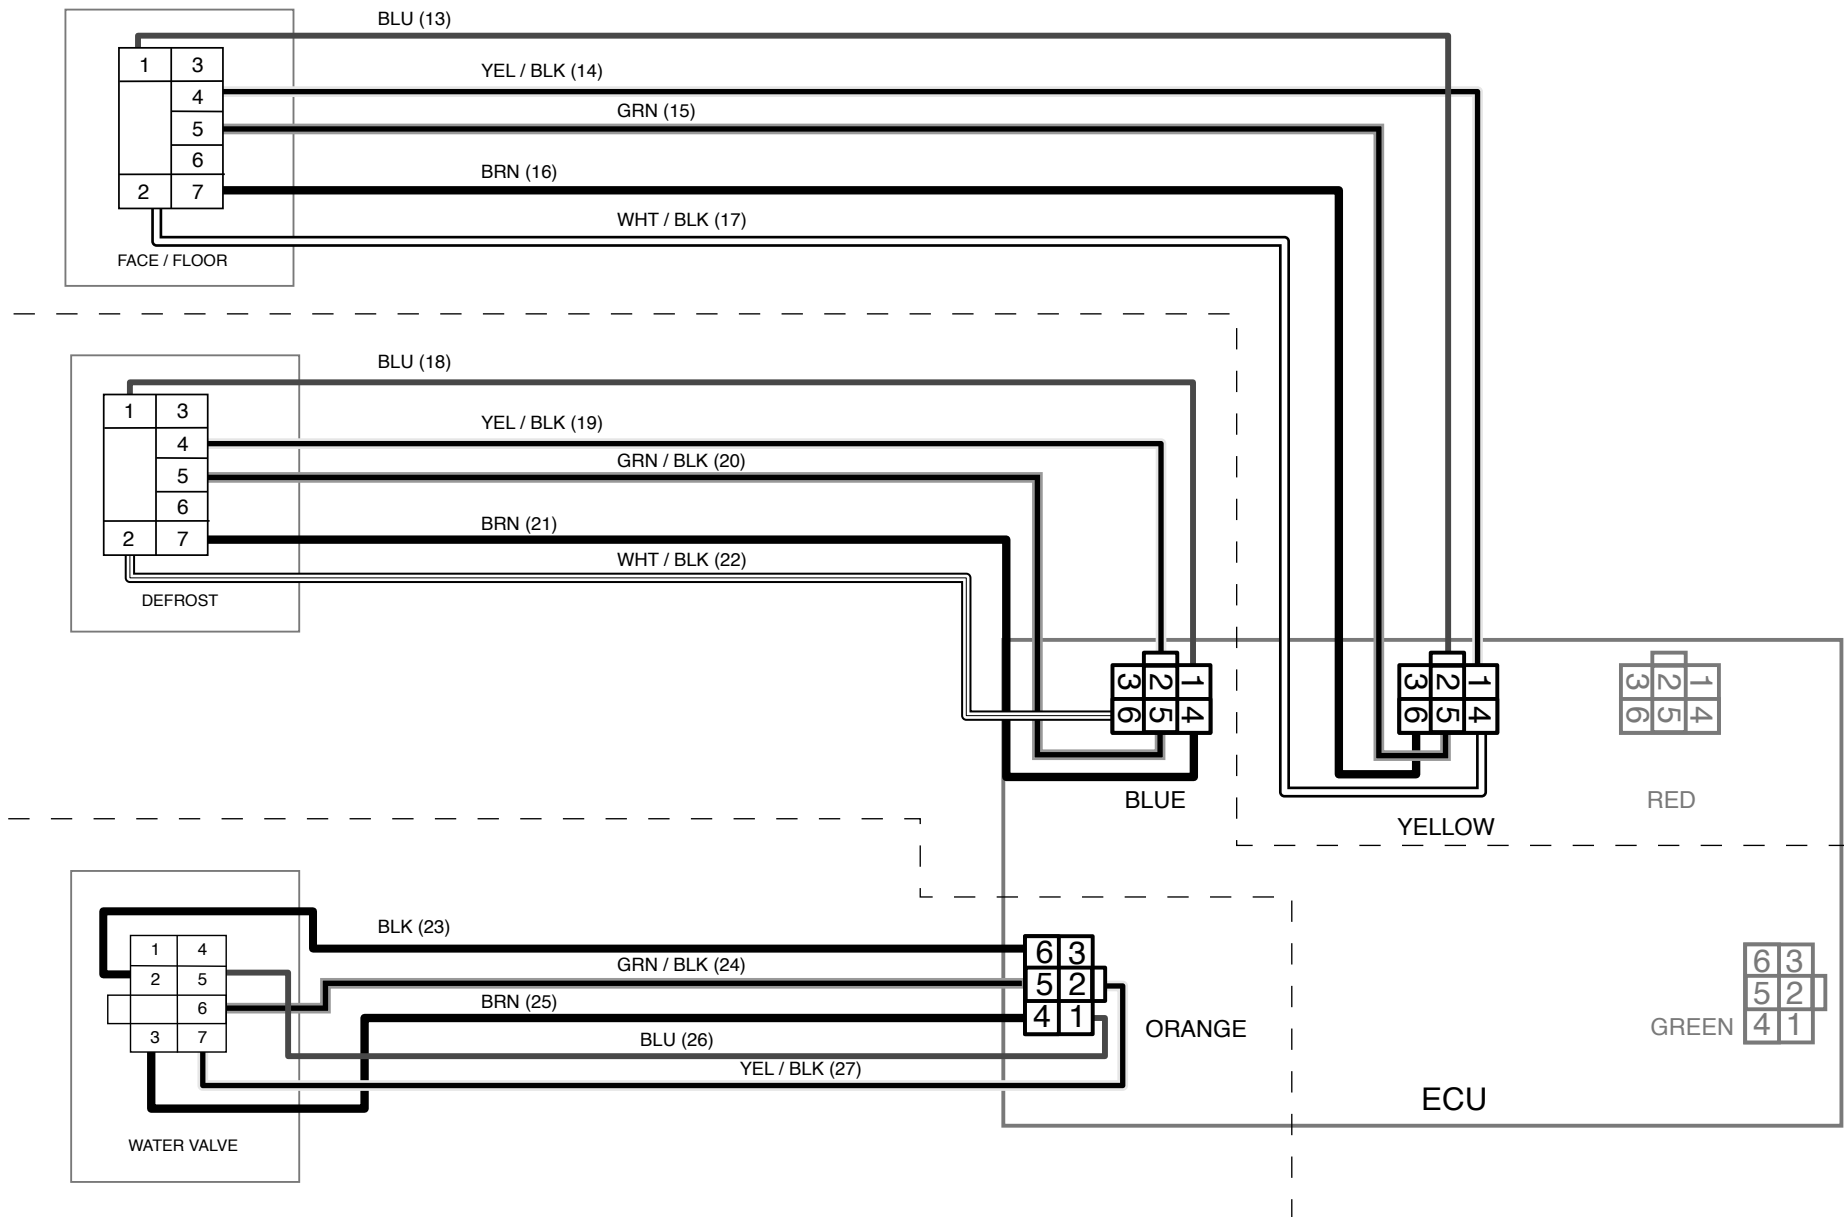 BLU (13)
1 3
YEL / BLK (14)
4
GRN (15)
5
6
BRN (16)
2 7
WHT / BLK (17)
FACE / FLOOR
BLU (18)
1 3
YEL / BLK (19)
4
GRN / BLK (20)
5
6
BRN (21)
2 7
WHT / BLK (22)
DEFROST
3 2 1
6 5 4
BLUE
3 2 1
6 5 4
YELLOW
3 2 1
6 5 4
RED
BLK (23)
1 4
GRN / BLK (24)
2 5
6
BRN (25)
3 7
BLU (26)
YEL / BLK (27)
WATER VALVE
6 3
5 2
4 1
ORANGE
6 3
5 2
4 1
GREEN
ECU